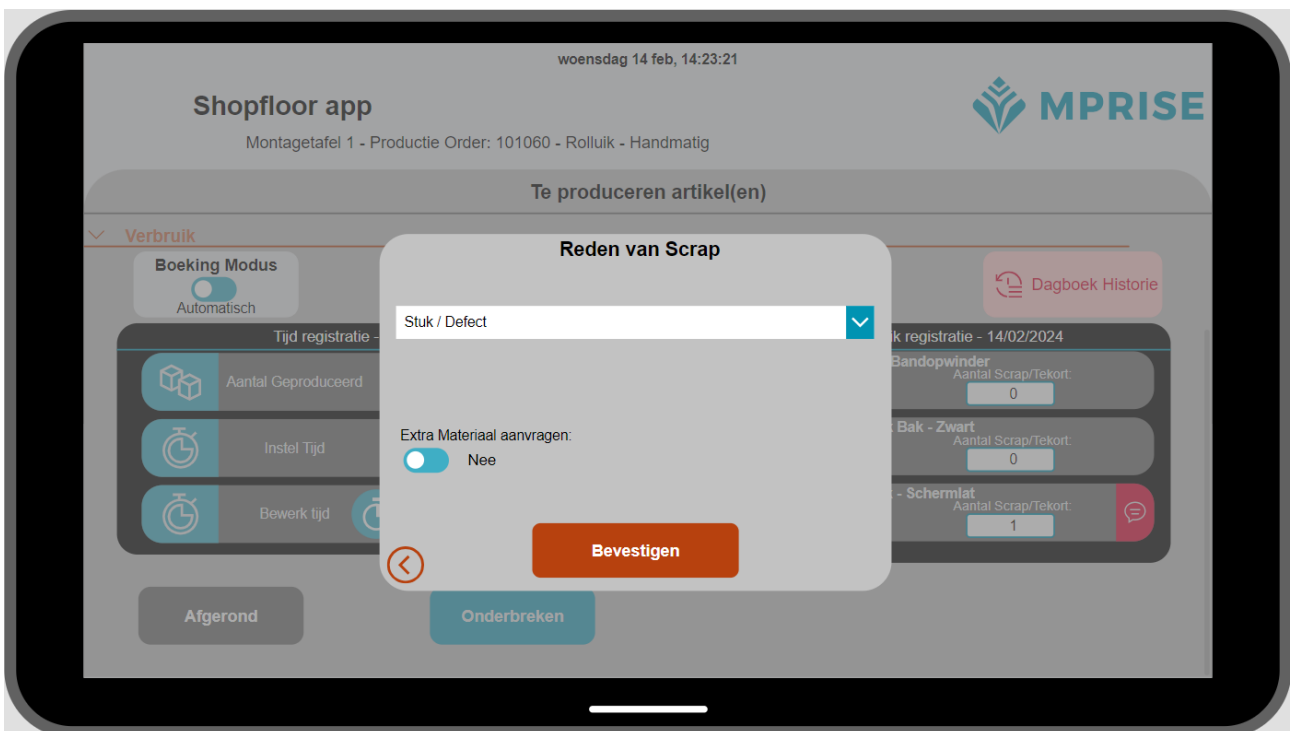 woensdag 14 feb, 14:23:21
Shopfloor app
MPRISE
Montagetafel 1 - Productie Order: 101060 - Rolluik - Handmatig
Te produceren artikel(en)
Verbruik
Reden van Scrap
Boeking Modus
Automatisch
Dagboek Historie
Stuk / Defect
Tijd registratie -
k registratie - 14/02/2024
Aantal Geproduceerd
Bandopwinder
Aantal Scrap/Tekort:
0
Extra Materiaal aanvragen:
Nee
Instel Tijd
Bak - Zwart
Aantal Scrap/Tekort:
0
Bewerk tijd
- Schermlat
Aantal Scrap/Tekort:
1
Bevestigen
Afgerond
Onderbreken